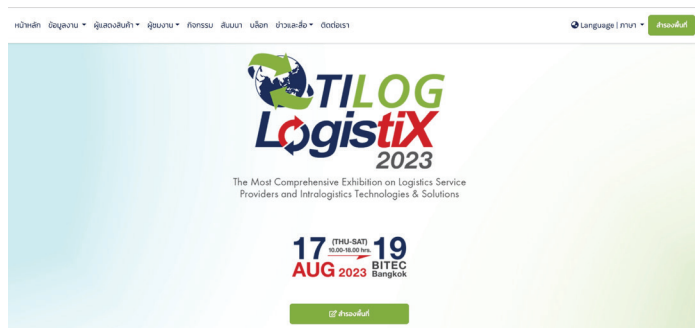 หน้าหลัก ข้อมูลงาน ผู้แสดงสินค้า ผู้ชมงาน กิจกรรม สัมมนา บล็อก ข่าวและสื่อ ติดต่อเรา Language | ภาษา สำรองพื้นที่
TILOG
LogistiX
2023
The Most Comprehensive Exhibition on Logistics Service
Providers and Intralogistics Technologies & Solutions
17 (THU-SAT) 10.00-18.00 hrs. 19
AUG 2023 BITEC Bangkok
สำรองพื้นที่